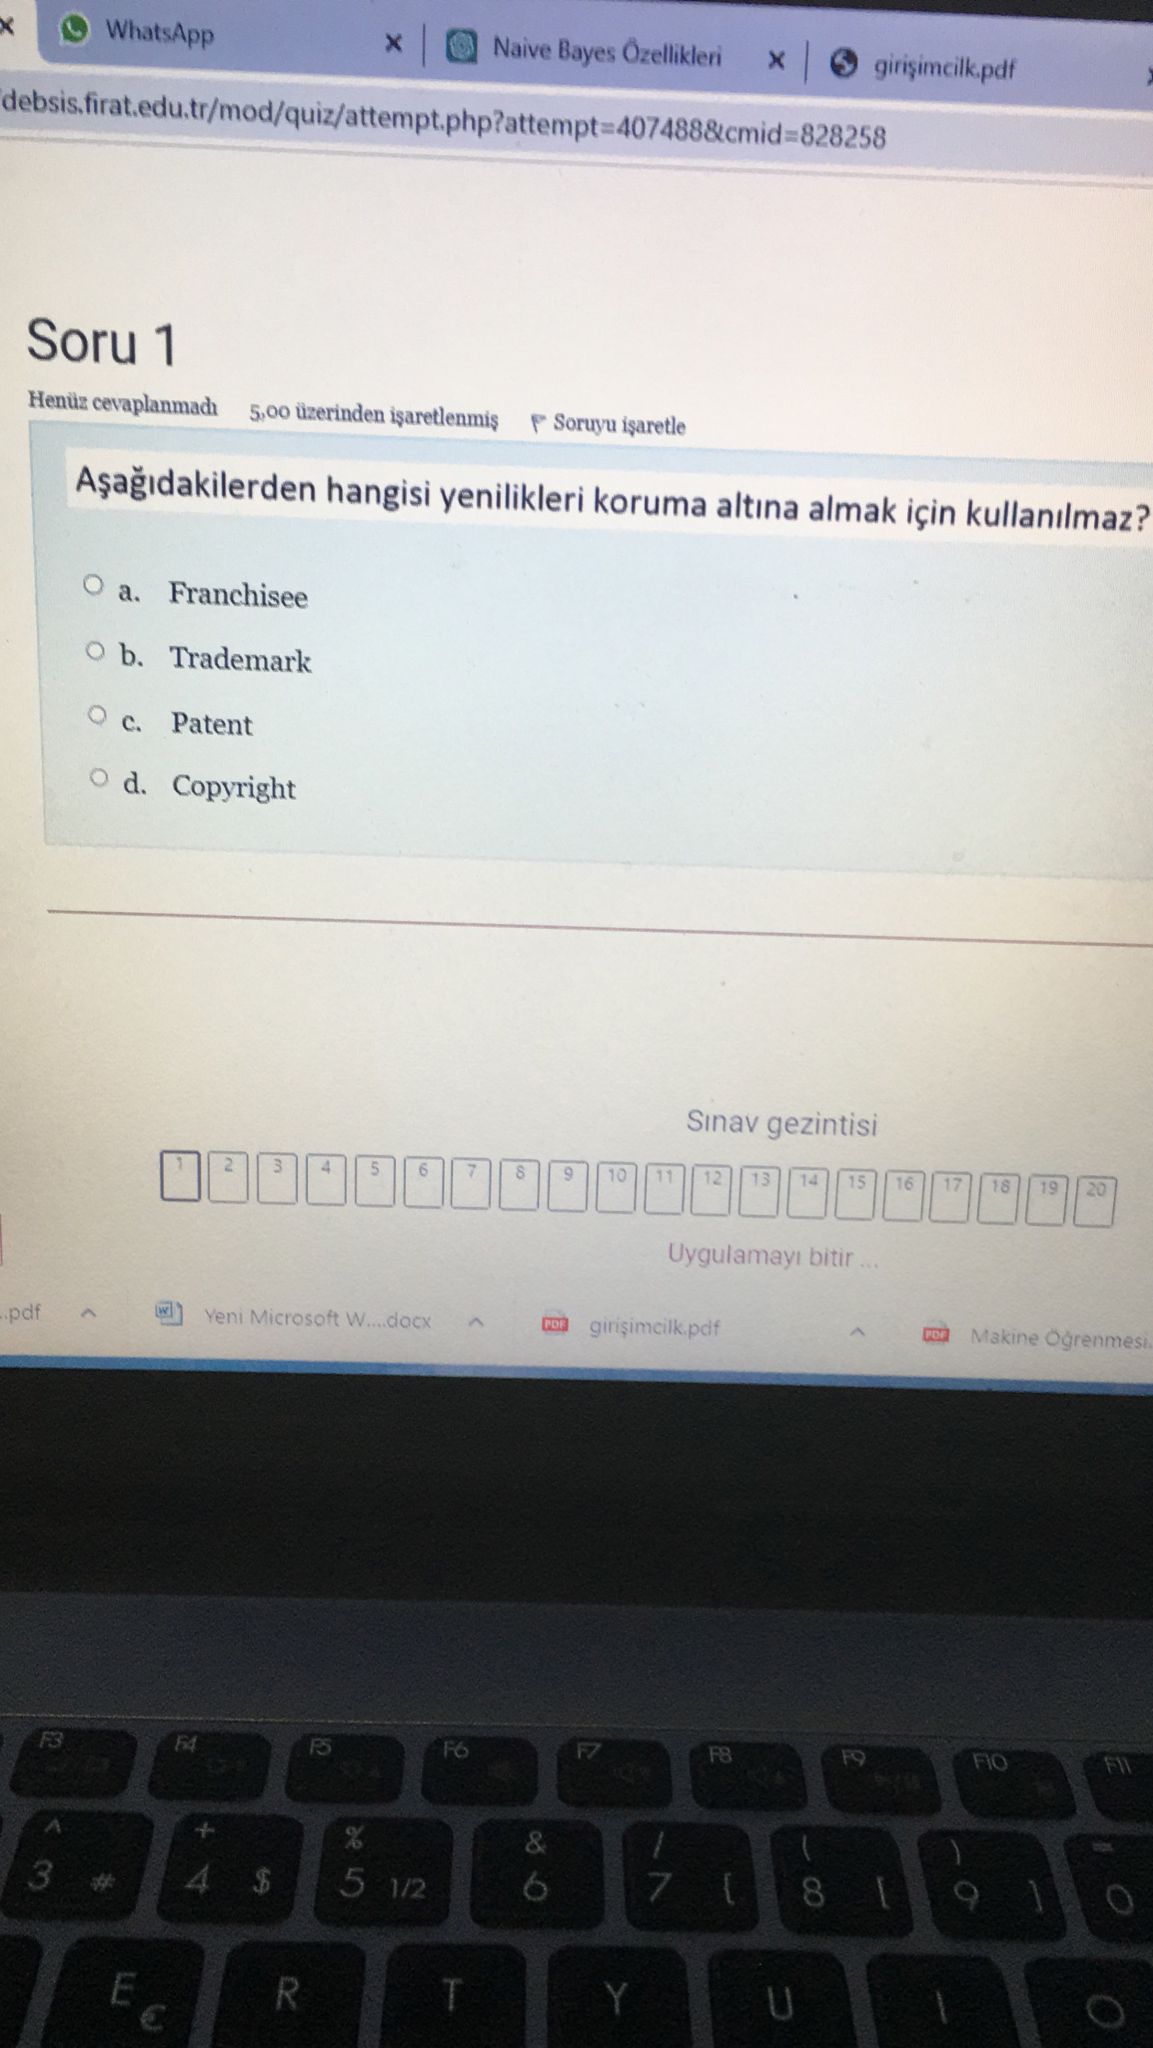 WhatsApp
Naive Bayes Özellikleri
girişimcilk.pdf
debsis.firat.edu.tr/mod/quiz/attempt.php?attempt=407488&cmid=828258
Soru 1
Henüz cevaplanmadı 5,00 üzerinden işaretlenmiş Soruyu işaretle
Aşağıdakilerden hangisi yenilikleri koruma altına almak için kullanılmaz?
a. Franchisee
b. Trademark
c. Patent
d. Copyright
Sınav gezintisi
1 2 3 4 5 6 7 8 9 10 11 12 13 14 15 16 17 18 19 20
Uygulamayı bitir ...
...pdf Yeni Microsoft W....docx PDF girişimcilk.pdf PDF Makine Öğrenmesi...
F3 F4 F5 F6 F7 F8 F9 F10 F11
^ + % & / ( ) =
3 # 4 $ 5 1/2 6 7 { 8 [ 9 ] 0
E € R T Y U I O